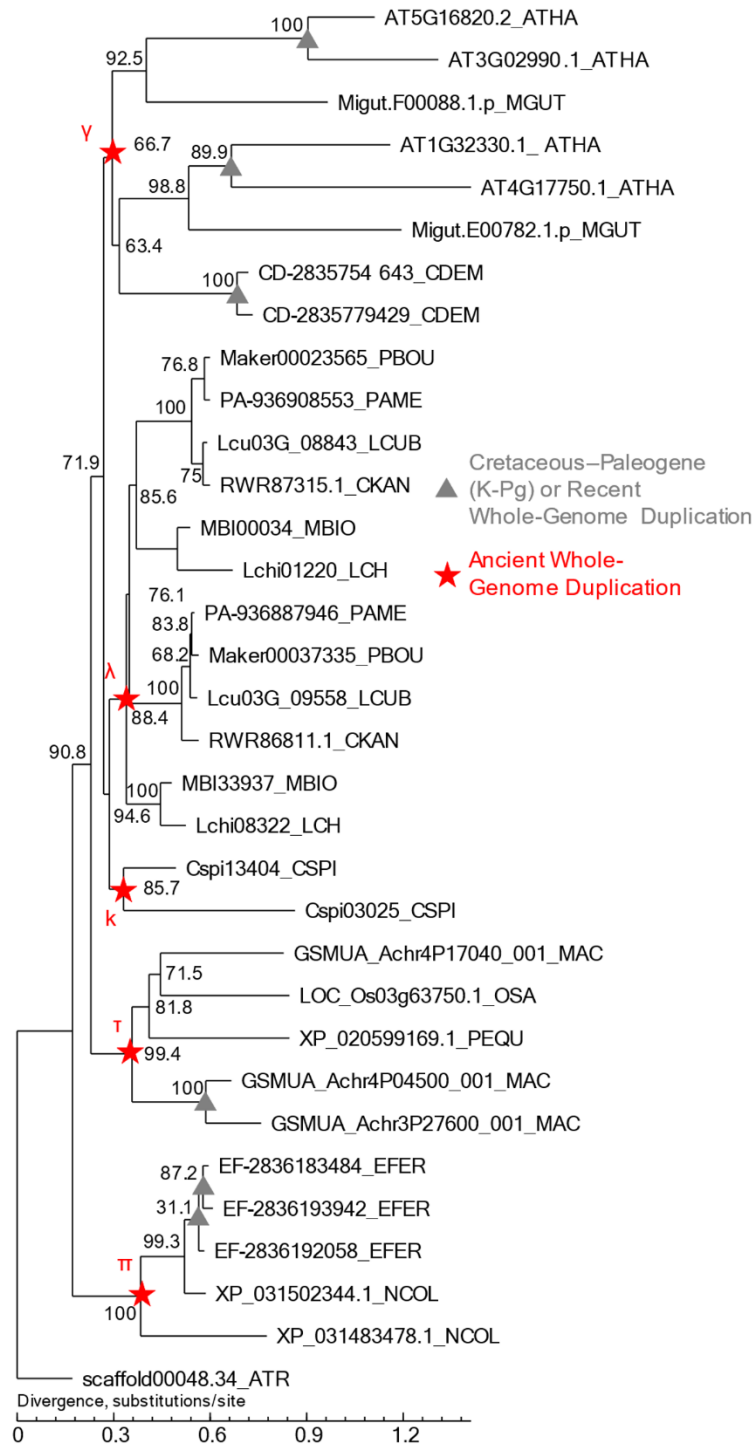 AT5G16820.2_ATHA
100
AT3G02990.1_ATHA
92.5
Migut.F00088.1.p_MGUT
γ
66.7
AT1G32330.1_ ATHA
89.9
AT4G17750.1_ATHA
98.8
Migut.E00782.1.p_MGUT
63.4
CD-2835754 643_CDEM
100
CD-2835779429_CDEM
Maker00023565_PBOU
76.8
PA-936908553_PAME
100
Lcu03G_08843_LCUB
75
RWR87315.1_CKAN
71.9
85.6
MBI00034_MBIO
Lchi01220_LCH
Cretaceous–Paleogene
(K-Pg) or Recent
Whole-Genome Duplication
Ancient Whole-
Genome Duplication
76.1
PA-936887946_PAME
83.8
68.2
Maker00037335_PBOU
λ
100
Lcu03G_09558_LCUB
88.4
RWR86811.1_CKAN
90.8
MBI33937_MBIO
100
94.6
Lchi08322_LCH
Cspi13404_CSPI
85.7
k
Cspi03025_CSPI
GSMUA_Achr4P17040_001_MAC
71.5
LOC_Os03g63750.1_OSA
81.8
τ
XP_020599169.1_PEQU
99.4
GSMUA_Achr4P04500_001_MAC
100
GSMUA_Achr3P27600_001_MAC
EF-2836183484_EFER
87.2
EF-2836193942_EFER
31.1
EF-2836192058_EFER
99.3
π
XP_031502344.1_NCOL
100
XP_031483478.1_NCOL
scaffold00048.34_ATR
Divergence, substitutions/site
0 0.3 0.6 0.9 1.2